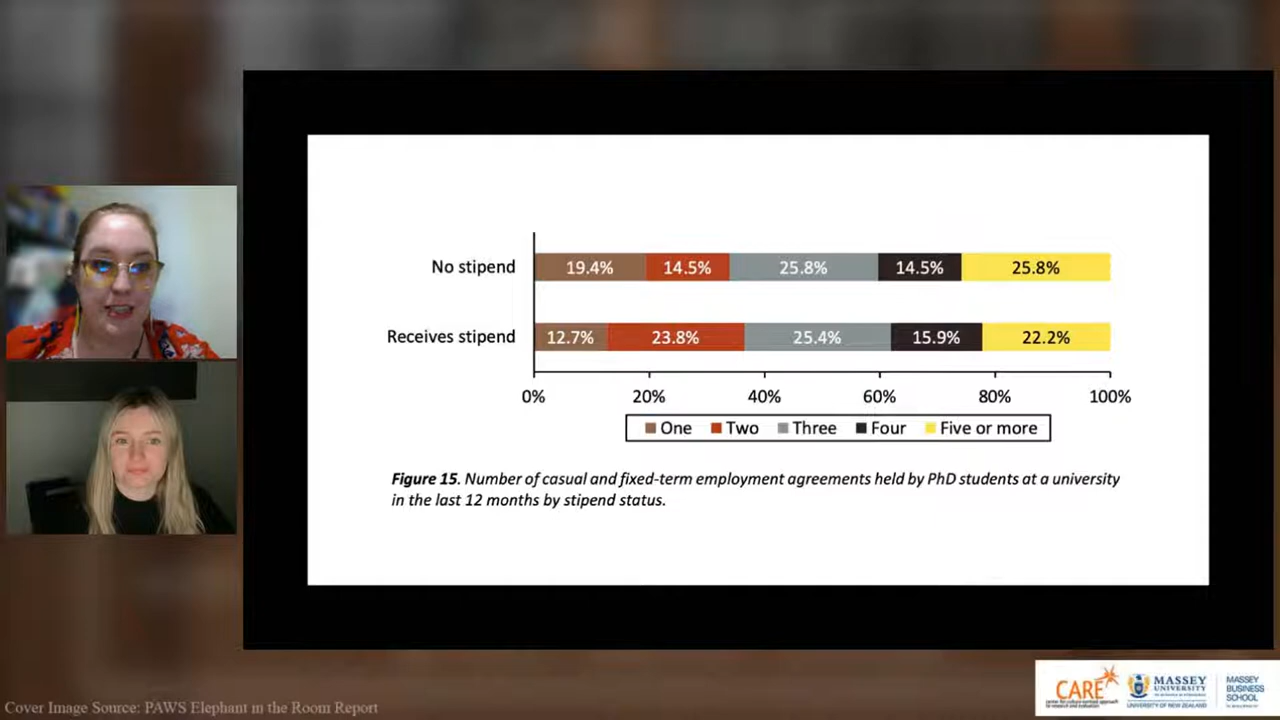 No stipend
19.4% 14.5% 25.8% 14.5% 25.8%
Receives stipend
12.7% 23.8% 25.4% 15.9% 22.2%
0% 20% 40% 60% 80% 100%
One Two Three Four Five or more
Figure 15. Number of casual and fixed-term employment agreements held by PhD students at a university
in the last 12 months by stipend status.
CARE
MASSEY
UNIVERSITY
UNIVERSITY OF NEW ZEALAND
MASSEY
BUSINESS
SCHOOL
Cover Image Source: PAWS Elephant in the Room Report